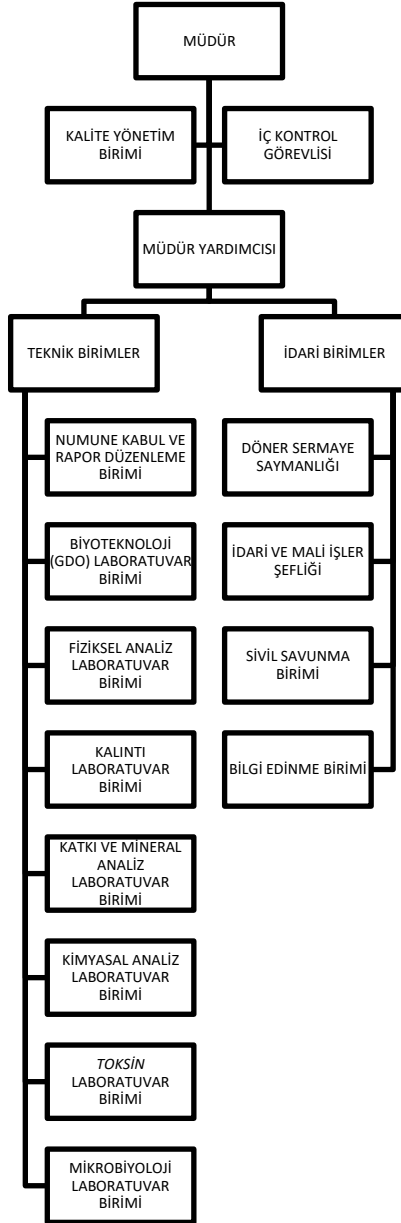 MÜDÜR
KALİTE YÖNETİM
BİRİMİ
İÇ KONTROL
GÖREVLİSİ
MÜDÜR YARDIMCISI
TEKNİK BİRİMLER
İDARİ BİRİMLER
NUMUNE KABUL VE
RAPOR DÜZENLEME
BİRİMİ
BİYOTEKNOLOJİ
(GDO) LABORATUVAR
BİRİMİ
FİZİKSEL ANALİZ
LABORATUVAR
BİRİMİ
KALINTI
LABORATUVAR
BİRİMİ
KATKI VE MİNERAL
ANALİZ
LABORATUVAR
BİRİMİ
KİMYASAL ANALİZ
LABORATUVAR
BİRİMİ
TOKSİN
LABORATUVAR
BİRİMİ
MİKROBİYOLOJİ
LABORATUVAR
BİRİMİ
DÖNER SERMAYE
SAYMANLIĞI
İDARİ VE MALİ İŞLER
ŞEFLİĞİ
SİVİL SAVUNMA
BİRİMİ
BİLGİ EDİNME BİRİMİ